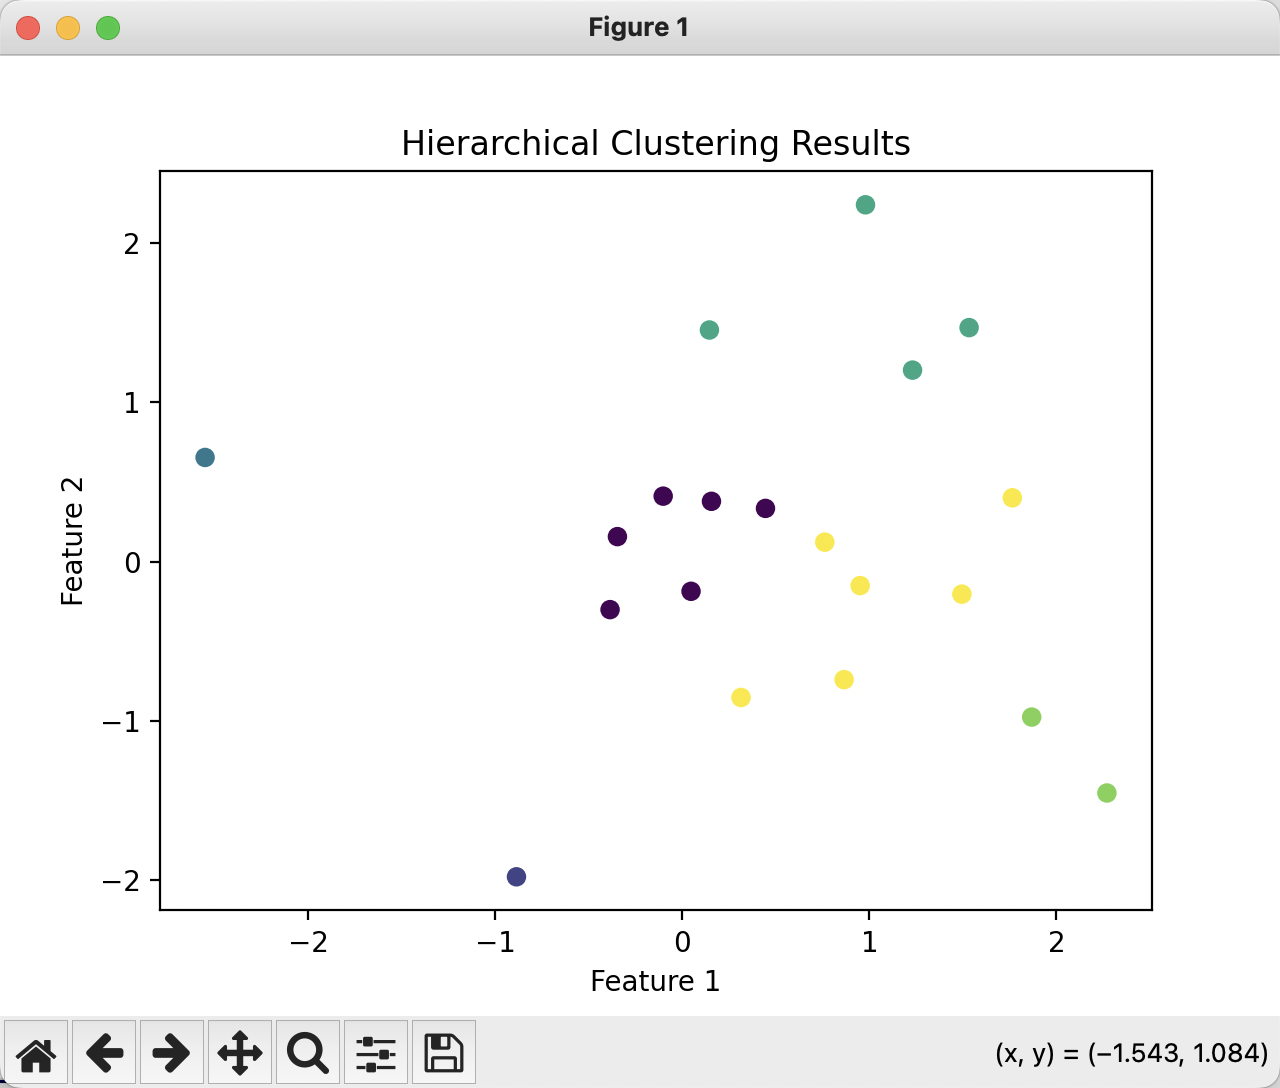 Figure 1
Hierarchical Clustering Results
2
1
0
−1
−2
Feature 2
−2
−1
0
1
2
Feature 1
(x, y) = (−1.543, 1.084)